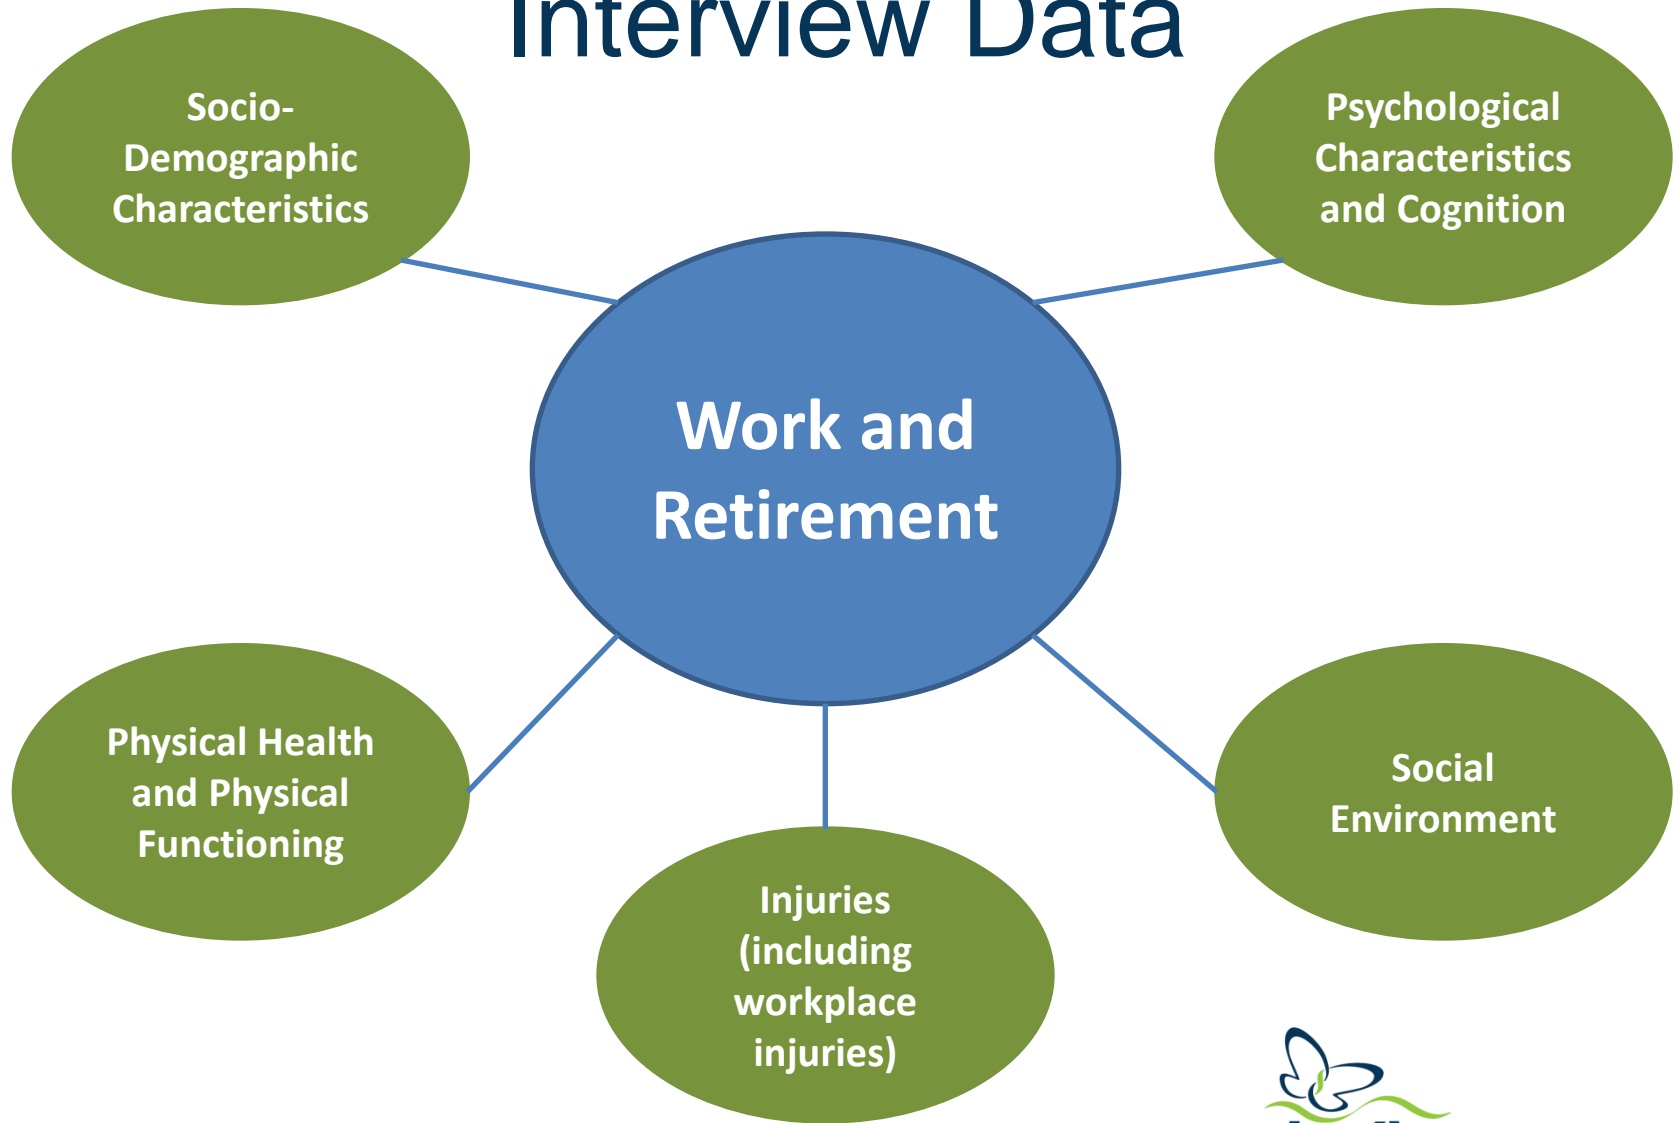 Interview Data
Socio-
Demographic
Characteristics
Psychological
Characteristics
and Cognition
Work and
Retirement
Physical Health
and Physical
Functioning
Social
Environment
Injuries
(including
workplace
injuries)